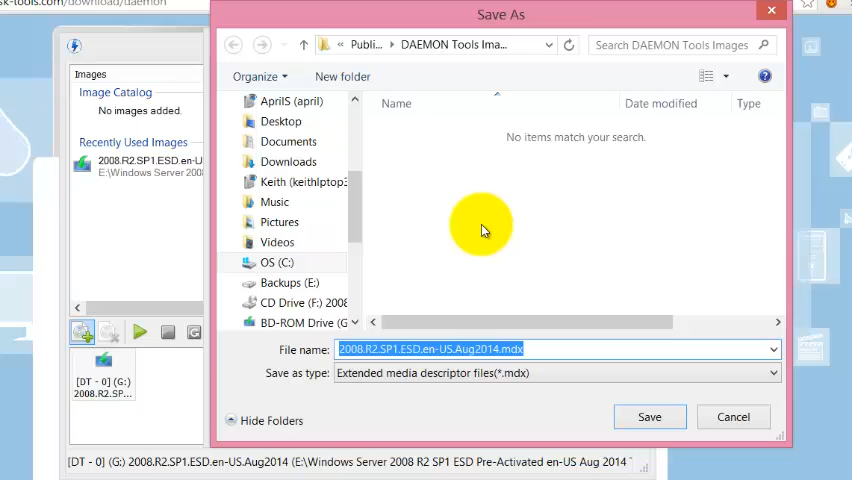 sk-tools.com/download/daemon
Save As
« Publi... DAEMON Tools Ima...
Search DAEMON Tools Images
Organize
New folder
Images
Image Catalog
No images added.
Recently Used Images
2008.R2.SP1.ESD.en-U
E:\Windows Server 2008
AprilS (april)
Desktop
Documents
Downloads
Keith (keithlptop3
Music
Pictures
Videos
OS (C:)
Backups (E:)
CD Drive (F:) 2008
BD-ROM Drive (G
Name
Date modified
Type
No items match your search.
File name:
2008.R2.SP1.ESD.en-US.Aug2014.mdx
Save as type:
Extended media descriptor files(*.mdx)
Hide Folders
Save
Cancel
[DT - 0] (G:)
2008.R2.SP...
[DT - 0] (G:) 2008.R2.SP1.ESD.en-US.Aug2014 (E:\Windows Server 2008 R2 SP1 ESD Pre-Activated en-US Aug 2014